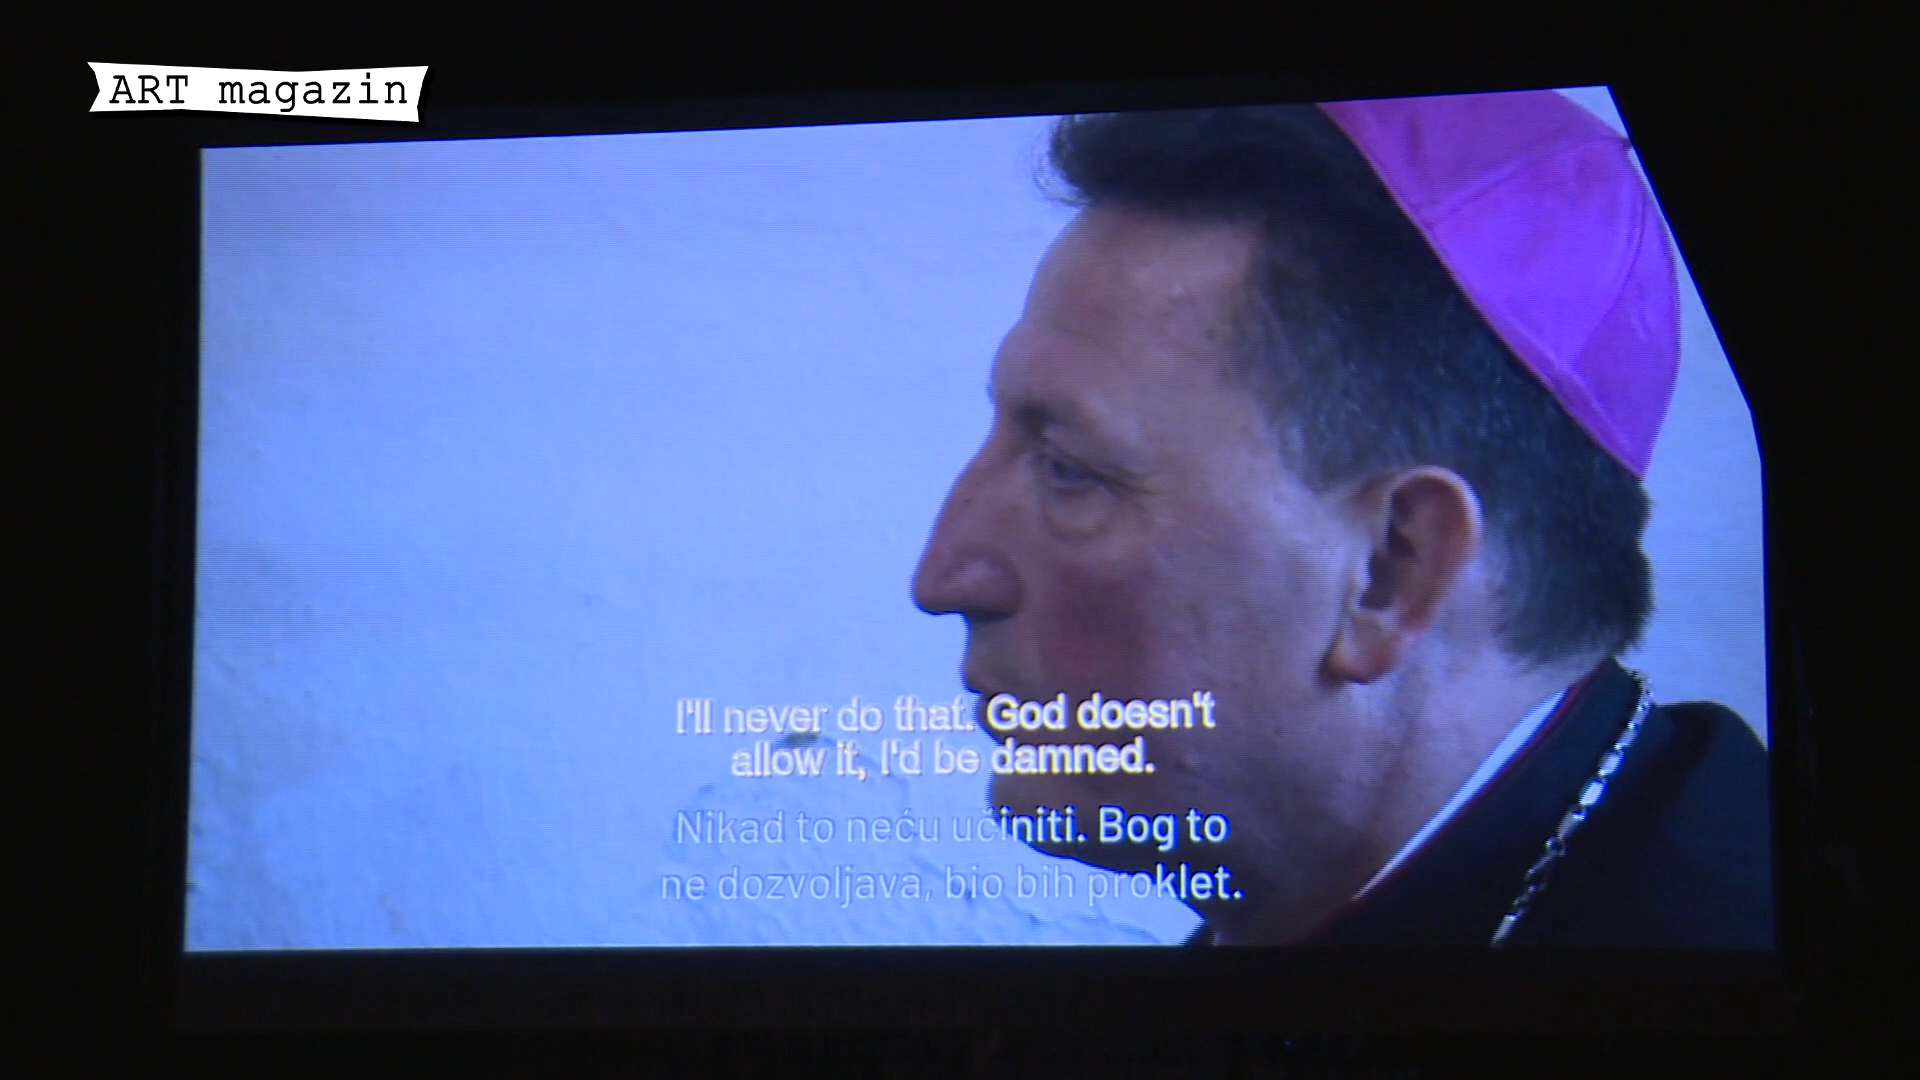 ART magazin
I'll never do that. God doesn't
allow it, I'd be damned.
Nikad to neću učiniti. Bog to
ne dozvoljava, bio bih proklet.